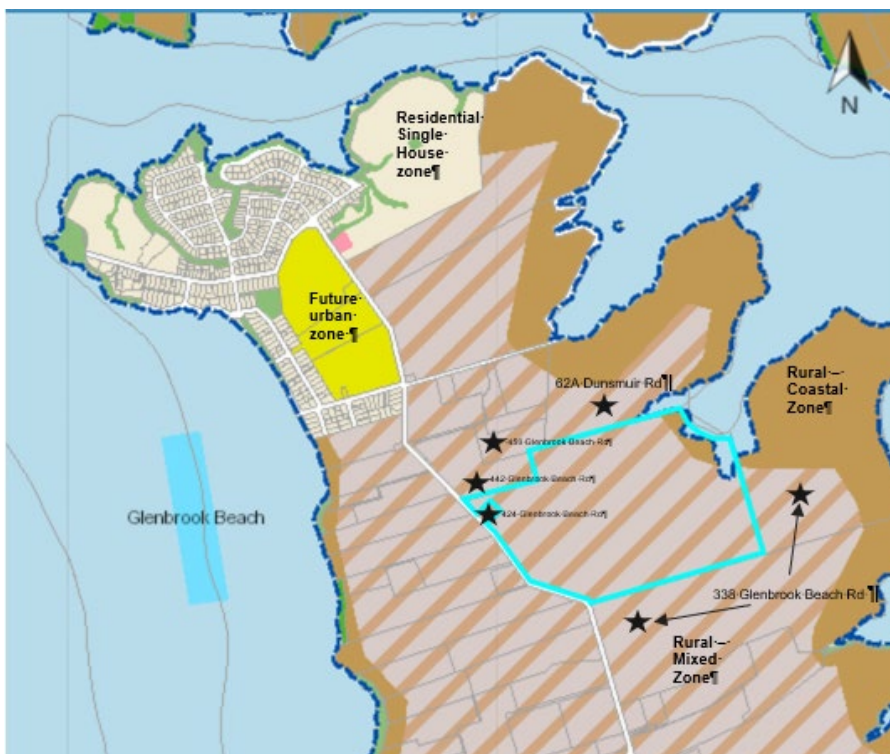 N
Residential·
Single·
House·
zone¶
Future·
urban·
zone·¶
62A·Dunsmuir·Rd¶
Rural·–·
Coastal·
Zone¶
Glenbrook·Beach·Rd¶
442·Glenbrook·Beach·Rd¶
424·Glenbrook·Beach·Rd¶
Glenbrook Beach
338·Glenbrook·Beach·Rd·¶
Rural·–·
Mixed·
Zone¶